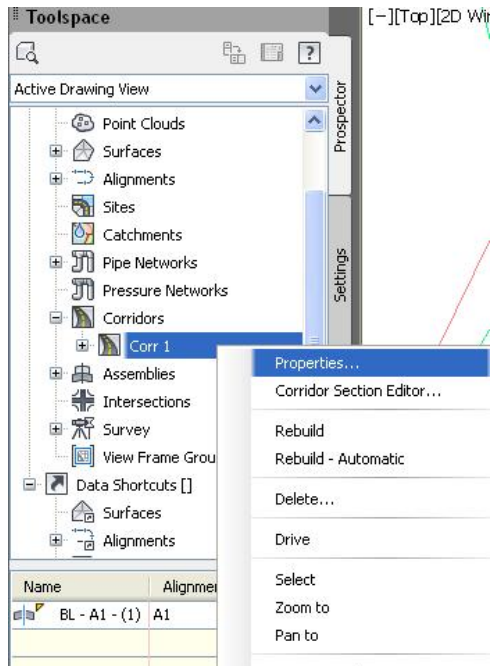 Toolspace
[-][Top][2D Wi
?
Active Drawing View
Prospector
Settings
Point Clouds
Surfaces
Alignments
Sites
Catchments
Pipe Networks
Pressure Networks
Corridors
Corr 1
Assemblies
Intersections
Survey
View Frame Grou
Data Shortcuts []
Surfaces
Alignments
Properties...
Corridor Section Editor...
Rebuild
Rebuild - Automatic
Delete...
Drive
Select
Zoom to
Pan to
Name Alignme
BL - A1 - (1) A1